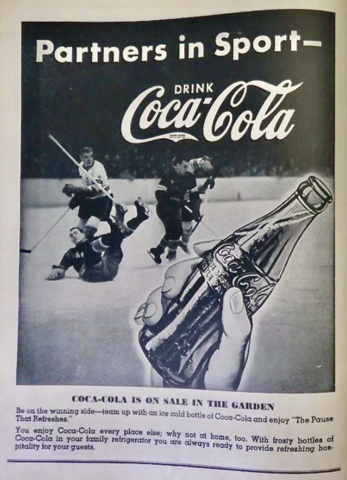 Partners in Sport—
DRINK
Coca-Cola
Coca-Cola
COCA-COLA IS ON SALE IN THE GARDEN
Be on the winning side—team up with an ice cold bottle of Coca-Cola and enjoy "The Pause
That Refreshes."
You enjoy Coca-Cola every place else; why not at home, too. With frosty bottles of
Coca-Cola in your family refrigerator you are always ready to provide refreshing hos-
pitality for your guests.